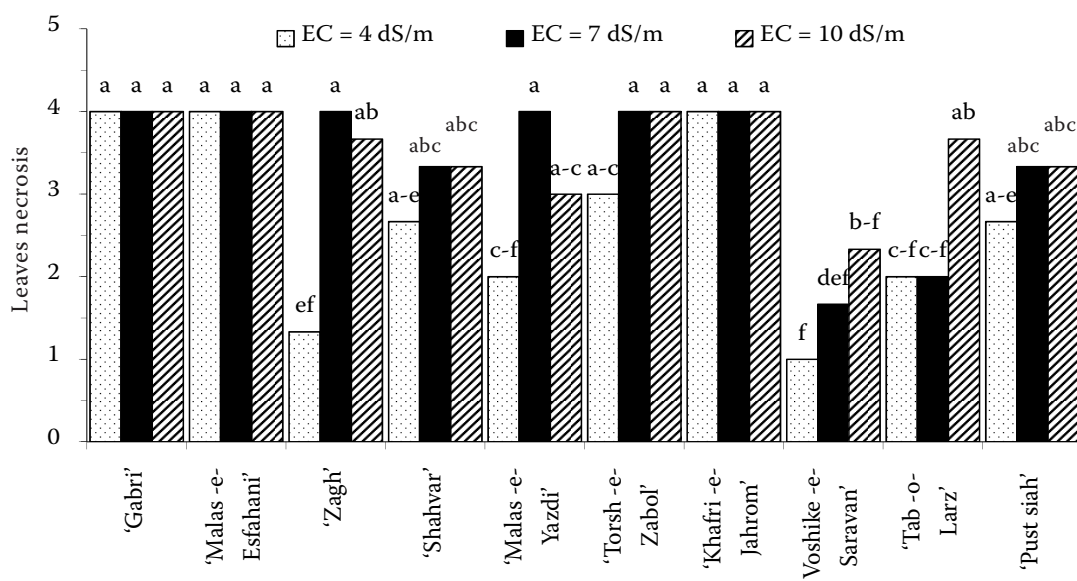 5
EC = 4 dS/m EC = 7 dS/m EC = 10 dS/m
a a a a a a a a a a a a a
4
ab ab
abc abc abc abc
Leaves necrosis
3
a-e a-c a-c a-e
b-f
c-f c-f c-f
2
def
ef
f
1
0
‘Gabri’
‘Malas -e-
Esfahani’
‘Zagh’
‘Shahvar’
‘Malas -e-
Yazdi’
‘Torsh -e-
Zabol’
‘Khafri -e-
Jahrom’
Voshike -e-
Saravan’
‘Tab -o-
Larz’
‘Pust siah’